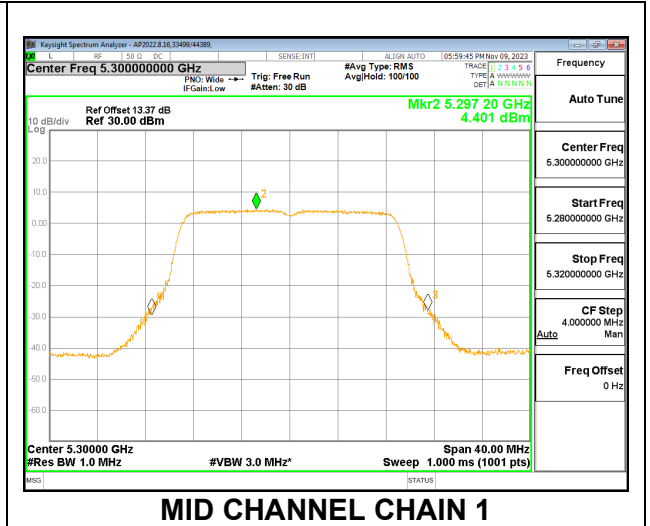 Keysight Spectrum Analyzer - AP2022.8.16,33499/44389,
L RF 50 Ω DC SENSE:INT ALIGN AUTO 05:59:45 PM Nov 09, 2023
Center Freq 5.300000000 GHz
PNO: Wide
IFGain:Low
Trig: Free Run
#Atten: 30 dB
#Avg Type: RMS
Avg|Hold: 100/100
TRACE 1 2 3 4 5 6
TYPE A WWWWW
DET A N N N N N
Frequency
Auto Tune
Center Freq
5.300000000 GHz
Start Freq
5.280000000 GHz
Stop Freq
5.320000000 GHz
CF Step
4.000000 MHz
Auto Man
Freq Offset
0 Hz
Mkr2 5.297 20 GHz
4.401 dBm
Ref Offset 13.37 dB
10 dB/div Ref 30.00 dBm
Log
20.0
10.0
0.00
-10.0
-20.0
-30.0
-40.0
-50.0
-60.0
2
3
Center 5.30000 GHz Span 40.00 MHz
#Res BW 1.0 MHz #VBW 3.0 MHz* Sweep 1.000 ms (1001 pts)
MSG STATUS
MID CHANNEL CHAIN 1